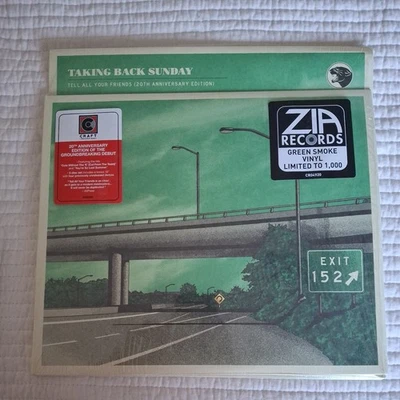 TAKING BACK SUNDAY
TELL ALL YOUR FRIENDS (20TH ANNIVERSARY EDITION)
CRAFT
20TH ANNIVERSARY
EDITION OF THE
GROUNDBREAKING DEBUT
ZIA
RECORDS
GREEN SMOKE
VINYL
LIMITED TO 1,000
EXIT
152